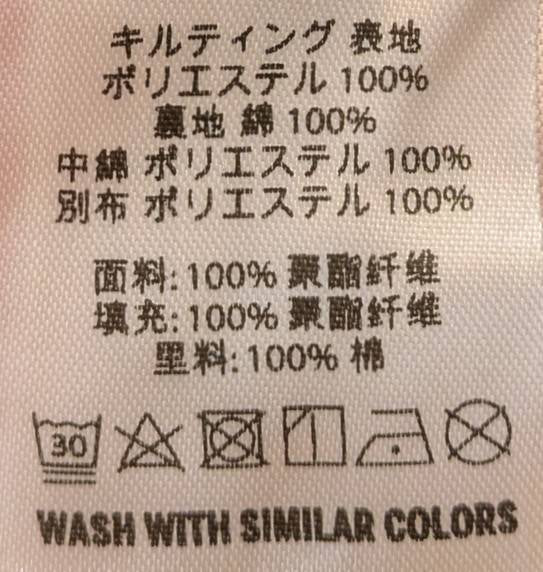 キルティング 表地
ポリエステル 100%
裏地 綿 100%
中綿 ポリエステル 100%
別布 ポリエステル 100%
面料: 100% 聚酯纤维
填充: 100% 聚酯纤维
里料: 100% 棉
30
WASH WITH SIMILAR COLORS